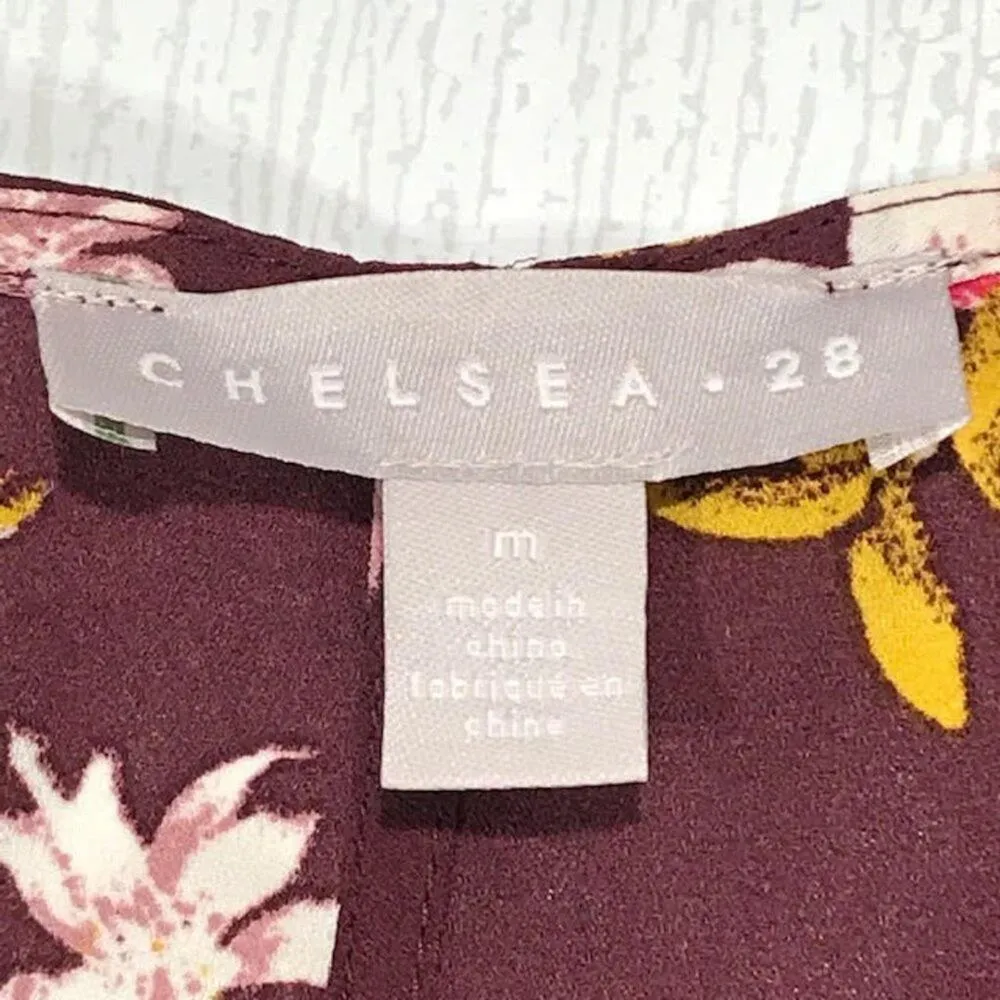 CHELSEA • 28
m
made in
china
fabriqué en
chine